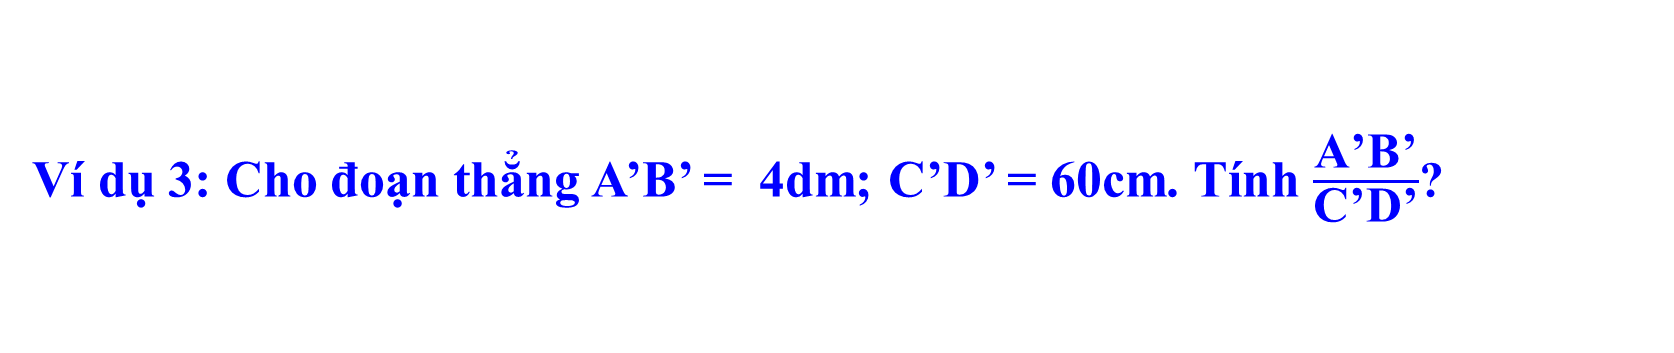 Ví dụ 3: Cho đoạn thẳng A’B’ = 4dm; C’D’ = 60cm. Tính A’B’/C’D’?